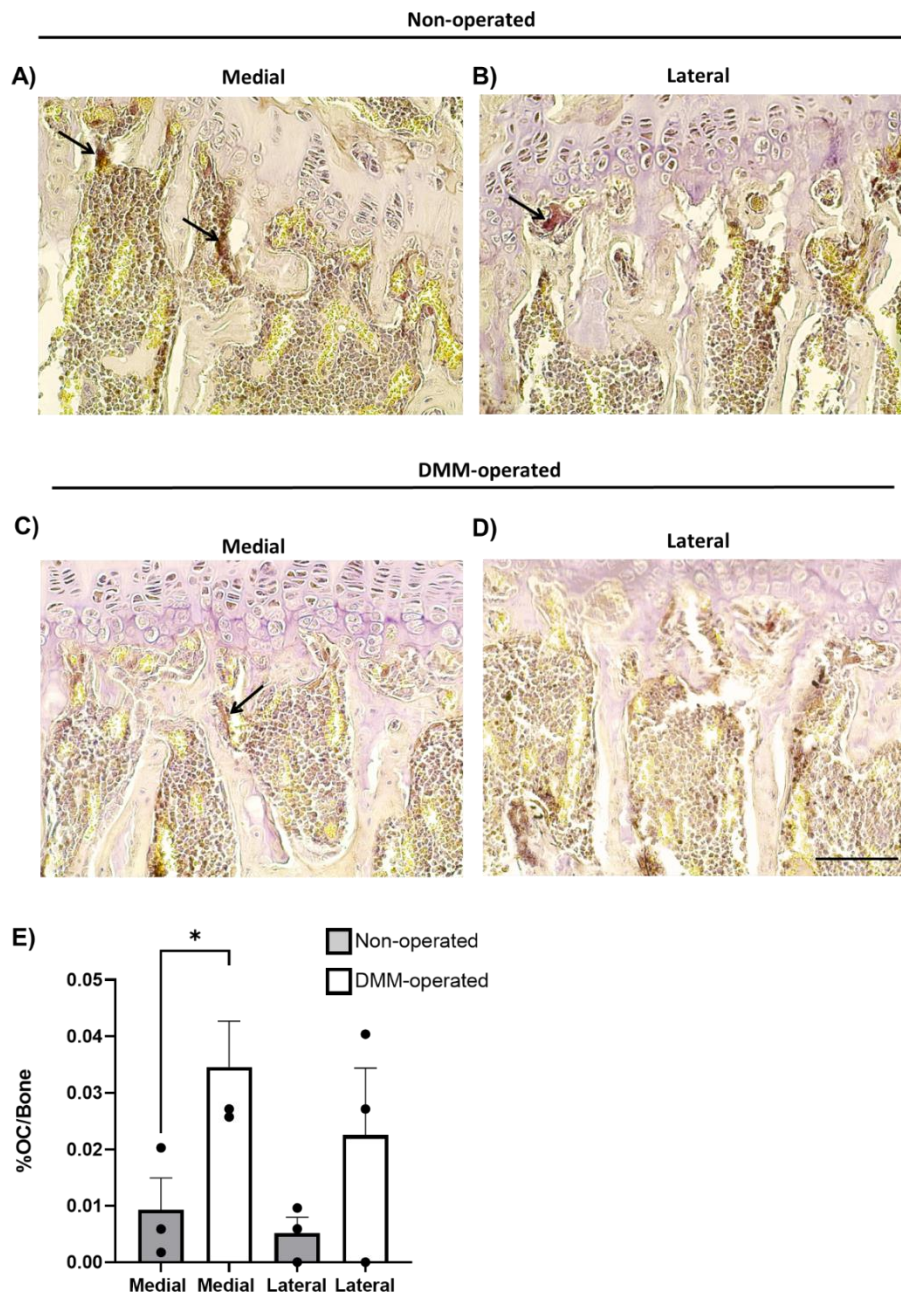 Non-operated
A)
Medial
B)
Lateral
DMM-operated
C)
Medial
D)
Lateral
E)
*
Non-operated
DMM-operated
0.05
0.04
0.03
0.02
0.01
0.00
%OC/Bone
Medial Medial Lateral Lateral